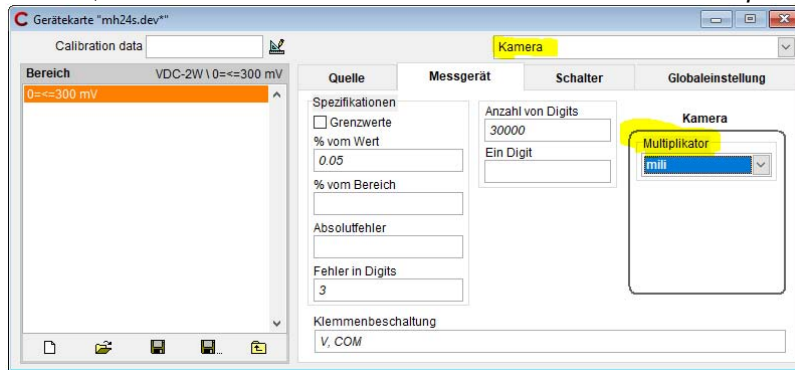 Gerätekarte "mh24s.dev*"
Calibration data
Kamera
Bereich VDC-2W \ 0=<=300 mV
0=<=300 mV
Quelle Messgerät Schalter Globaleinstellung
Spezifikationen
Grenzwerte
% vom Wert
0.05
% vom Bereich
Absolutfehler
Fehler in Digits
3
Anzahl von Digits
30000
Ein Digit
Kamera
Multiplikator
mili
Klemmenbeschaltung
V, COM